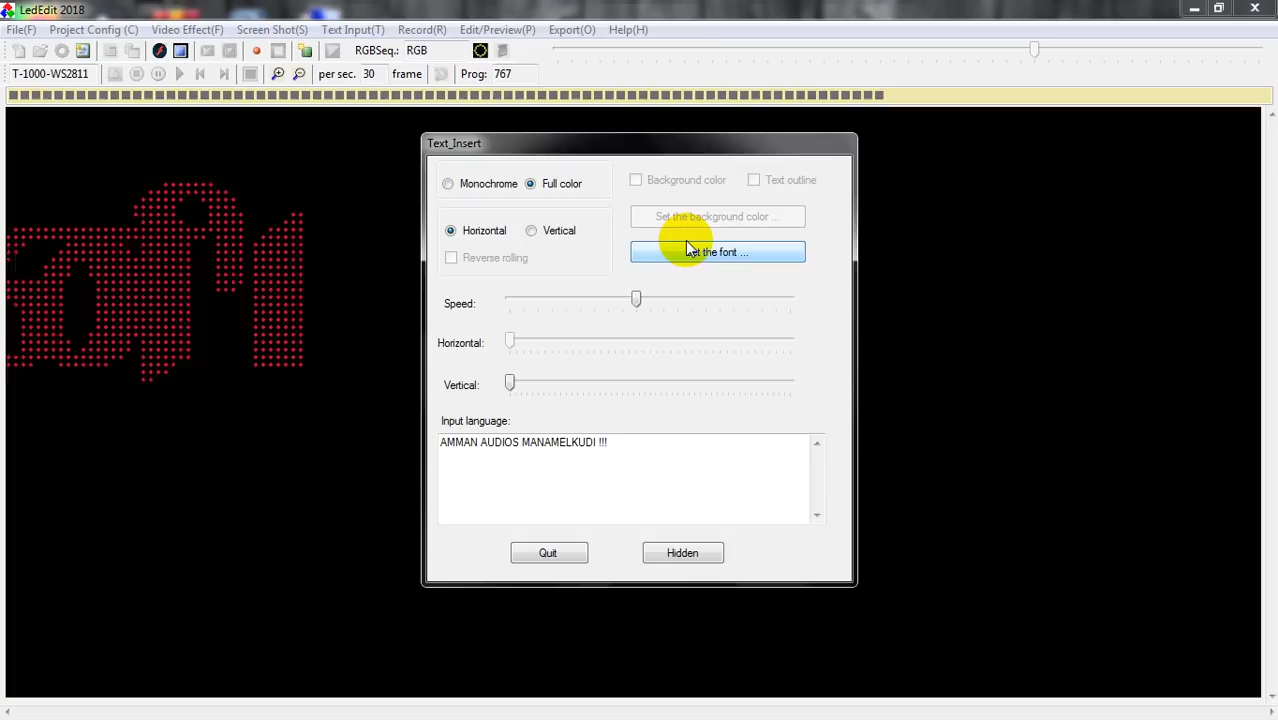 LedEdit 2018
File(F) Project Config (C) Video Effect(F) Screen Shot(S) Text Input(T) Record(R) Edit/Preview(P) Export(O) Help(H)
RGBSeq.: RGB
T-1000-WS2811 per sec. 30 frame Prog: 767
Text_Insert
Monochrome Full color Background color Text outline
Set the background color ...
Horizontal Vertical
Set the font ...
Reverse rolling
Speed:
Horizontal:
Vertical:
Input language:
AMMAN AUDIOS MANAMELKUDI !!!
Quit Hidden